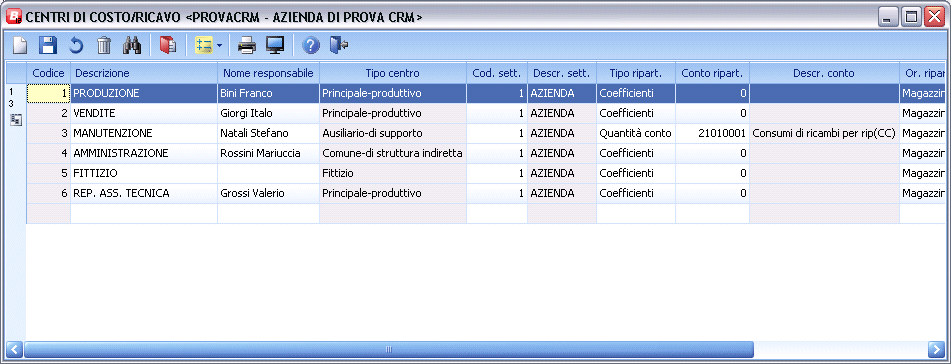 CENTRI DI COSTO/RICAVO <PROVACRM - AZIENDA DI PROVA CRM>
Codice Descrizione Nome responsabile Tipo centro Cod. sett. Descr. sett. Tipo ripart. Conto ripart. Descr. conto Or. ripar
1 PRODUZIONE Bini Franco Principale-produttivo 1 AZIENDA Coefficienti 0 Magazzin
2 VENDITE Giorgi Italo Principale-produttivo 1 AZIENDA Coefficienti 0 Magazzin
3 MANUTENZIONE Natali Stefano Ausiliario-di supporto 1 AZIENDA Quantità conto 21010001 Consumi di ricambi per rip(CC) Magazzin
4 AMMINISTRAZIONE Rossini Mariuccia Comune-di struttura indiretta 1 AZIENDA Coefficienti 0 Magazzin
5 FITTIZIO Fittizio 1 AZIENDA Coefficienti 0 Magazzin
6 REP. ASS. TECNICA Grossi Valerio Principale-produttivo 1 AZIENDA Coefficienti 0 Magazzin
1
3